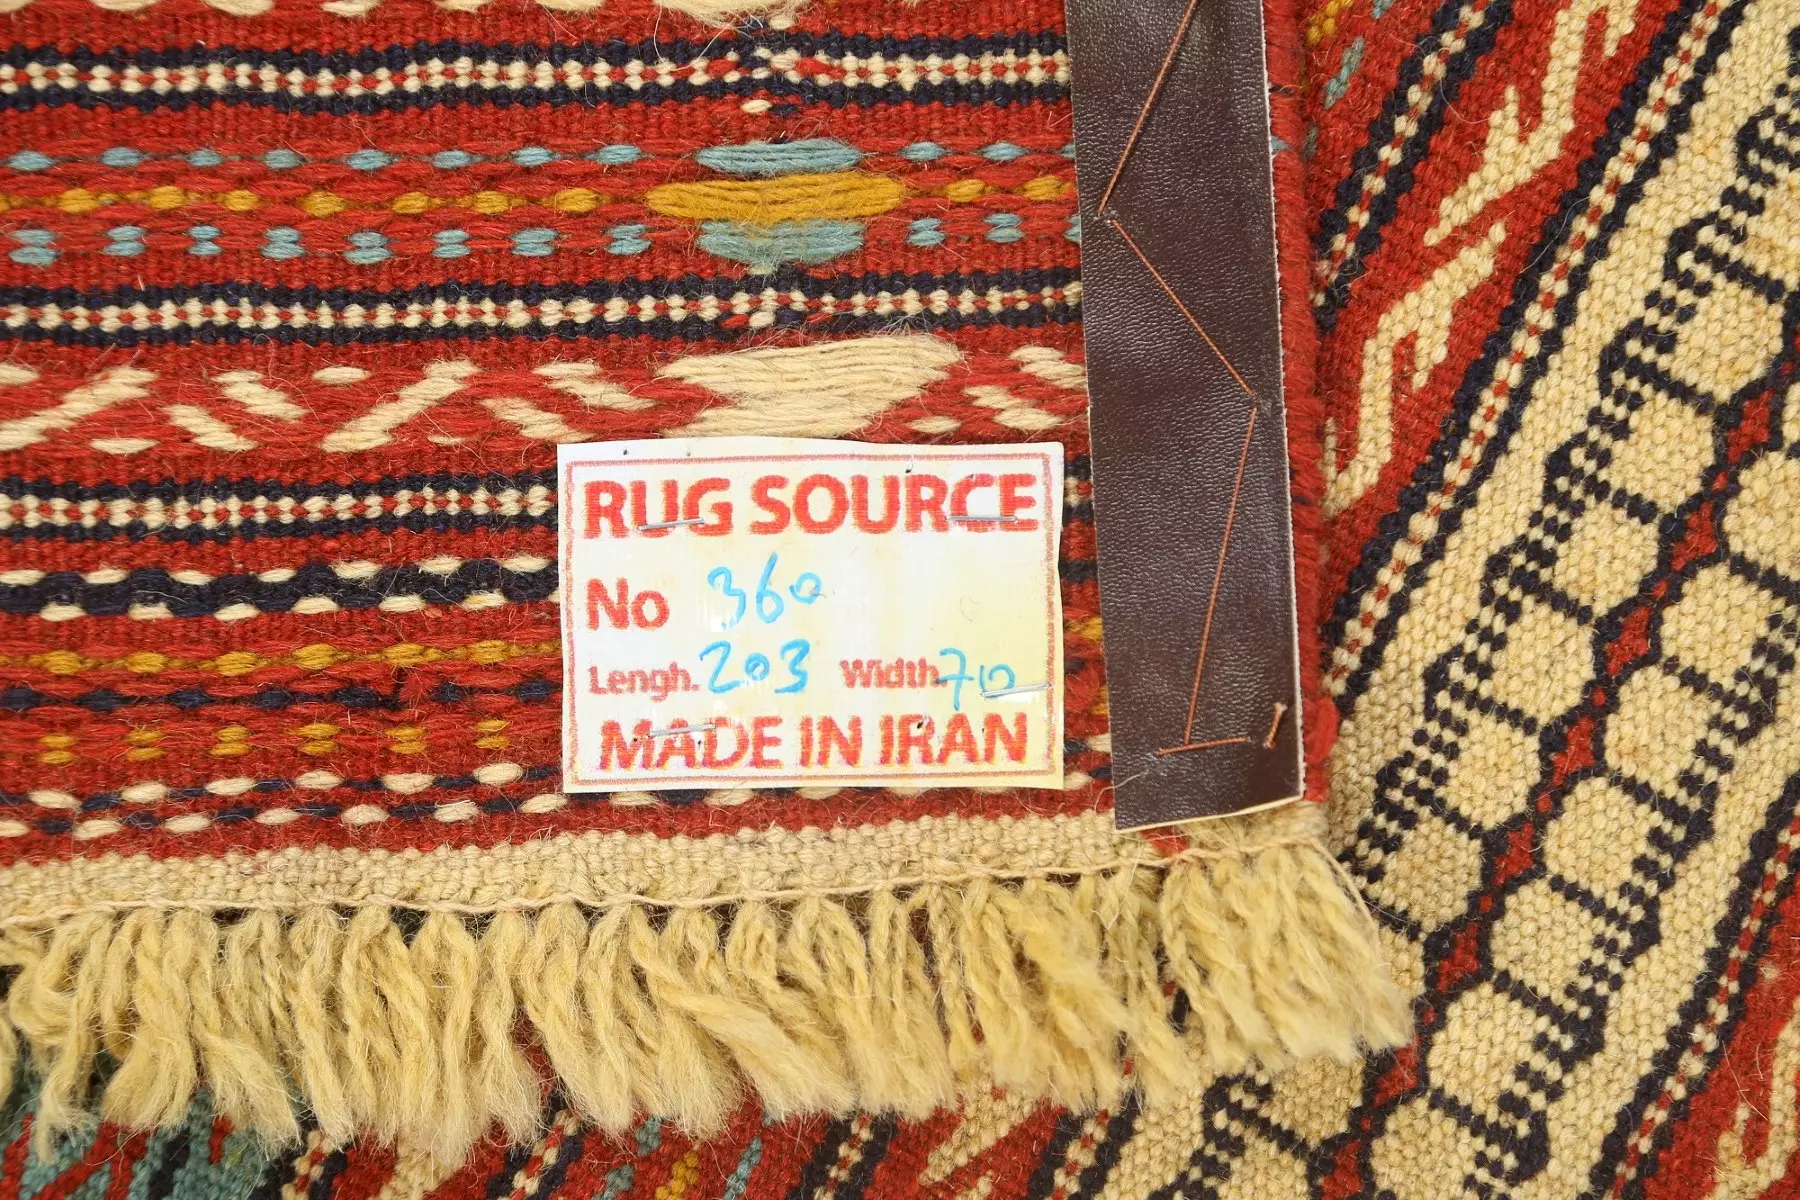 RUG SOURCE
No 360
Lengh. 203 Width. 70
MADE IN IRAN